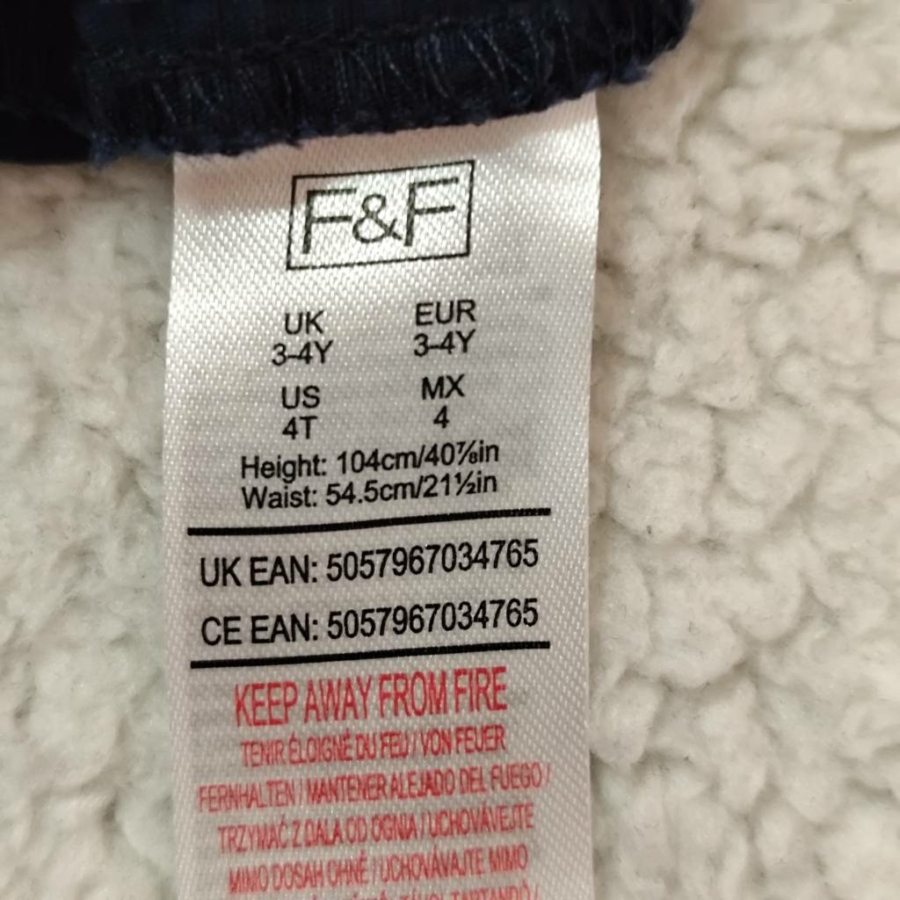 F&F
UK EUR
3-4Y 3-4Y
US MX
4T 4
Height: 104cm/40⅞in
Waist: 54.5cm/21½in
UK EAN: 5057967034765
CE EAN: 5057967034765
KEEP AWAY FROM FIRE
TENIR ÉLOIGNÉ DU FEU / VON FEUER
FERNHALTEN / MANTENER ALEJADO DEL FUEGO /
TRZYMAĆ Z DALA OD OGNIA / UCHOVÁVEJTE
MIMO DOSAH OHNĚ / UCHOVÁVAJTE MIMO